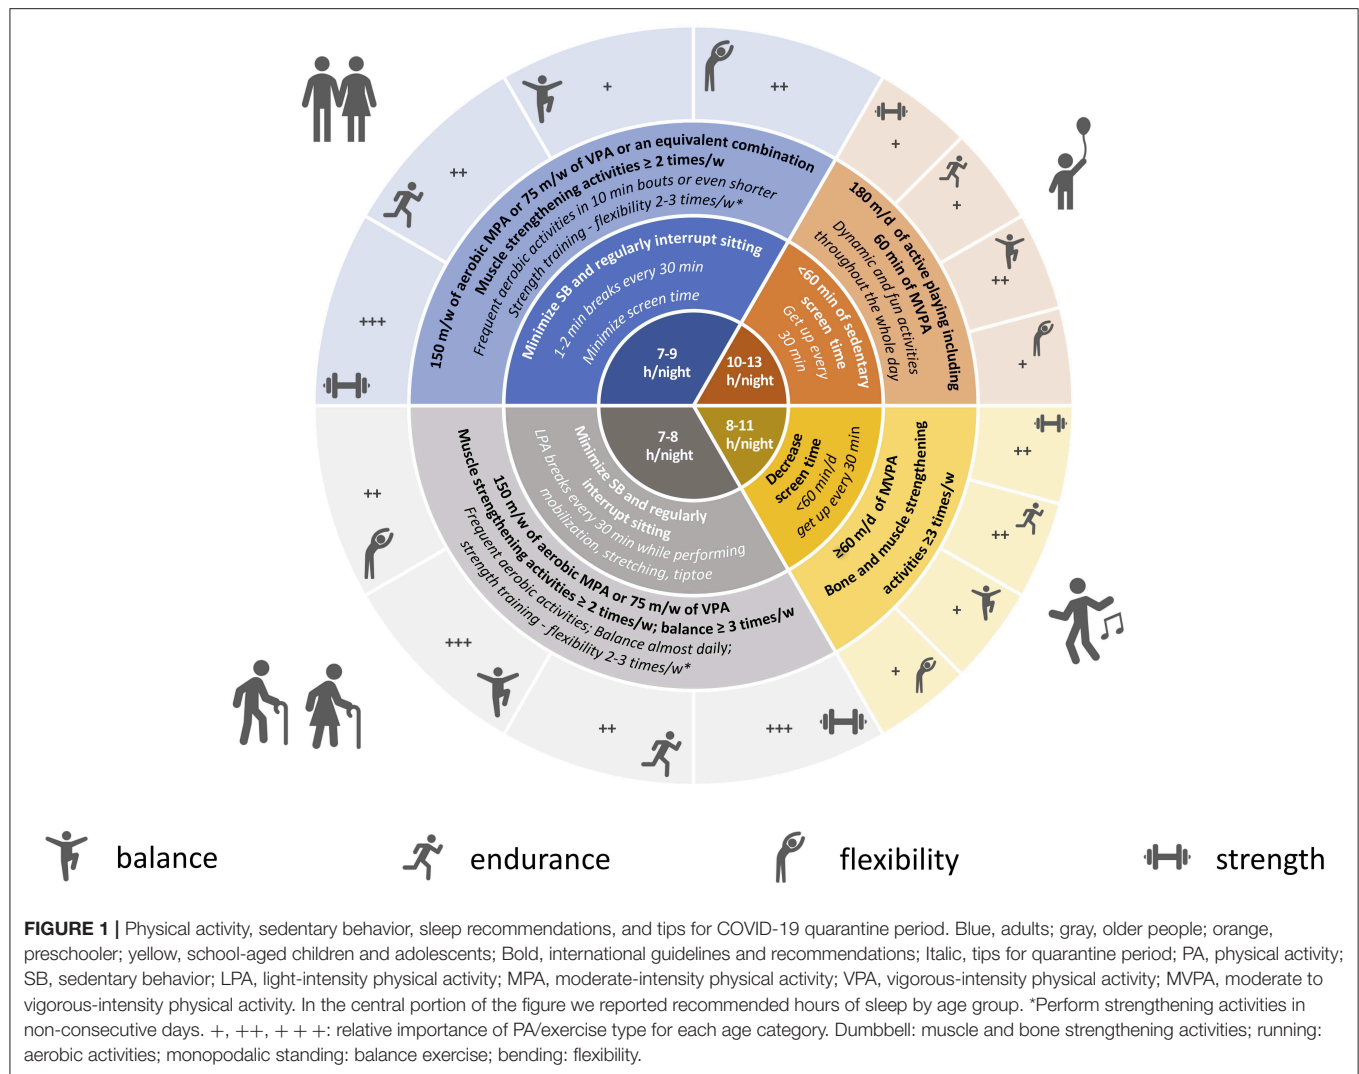 +
++
++
+++
150 m/w of aerobic MPA or 75 m/w of VPA or an equivalent combination
Muscle strengthening activities ≥ 2 times/w
Frequent aerobic activities in 10 min bouts or even shorter
Strength training - flexibility 2-3 times/w*
Minimize SB and regularly interrupt sitting
1-2 min breaks every 30 min
Minimize screen time
7-9
h/night
+
+
++
+
180 m/d of active playing including
60 min of MVPA
Dynamic and fun activities
throughout the whole day
<60 min of sedentary
screen time
Get up every
30 min
10-13
h/night
++
++
+
+
≥60 m/d of MVPA
Bone and muscle strengthening
activities ≥3 times/w
Decrease
screen time
<60 min/d
get up every 30 min
8-11
h/night
7-8
h/night
Minimize SB and regularly
interrupt sitting
LPA breaks every 30 min while performing
mobilization, stretching, tiptoe
150 m/w of aerobic MPA or 75 m/w of VPA
Muscle strengthening activities ≥ 2 times/w; balance ≥ 3 times/w
Frequent aerobic activities; Balance almost daily;
strength training - flexibility 2-3 times/w*
++
+++
++
+++
balance
endurance
flexibility
strength
FIGURE 1 | Physical activity, sedentary behavior, sleep recommendations, and tips for COVID-19 quarantine period. Blue, adults; gray, older people; orange,
preschooler; yellow, school-aged children and adolescents; Bold, international guidelines and recommendations; Italic, tips for quarantine period; PA, physical activity;
SB, sedentary behavior; LPA, light-intensity physical activity; MPA, moderate-intensity physical activity; VPA, vigorous-intensity physical activity; MVPA, moderate to
vigorous-intensity physical activity. In the central portion of the figure we reported recommended hours of sleep by age group. *Perform strengthening activities in
non-consecutive days. +, ++, + + +: relative importance of PA/exercise type for each age category. Dumbbell: muscle and bone strengthening activities; running:
aerobic activities; monopodalic standing: balance exercise; bending: flexibility.